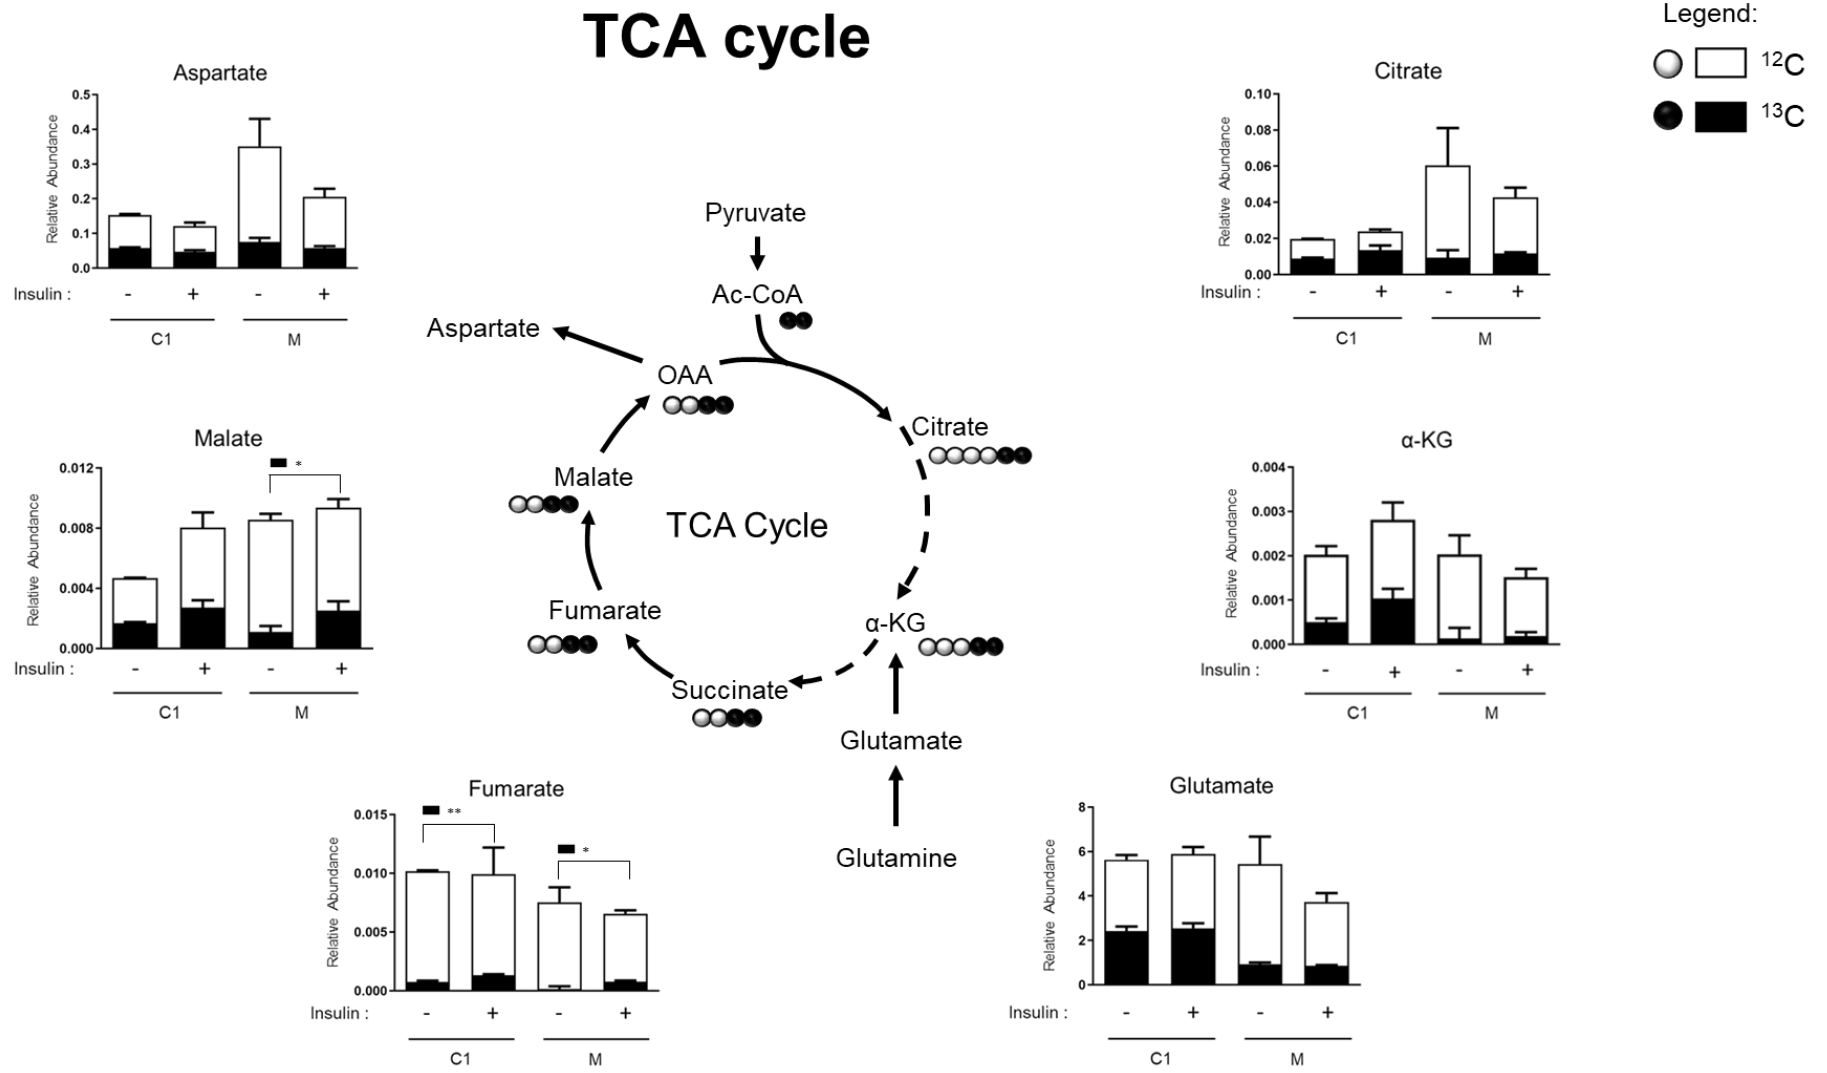 TCA cycle
Legend:
12C
13C
Aspartate
Relative Abundance
0.5
0.4
0.3
0.2
0.1
0.0
Insulin : - + - +
C1 M
Citrate
Relative Abundance
0.10
0.08
0.06
0.04
0.02
0.00
Insulin : - + - +
C1 M
Pyruvate
Ac-CoA
Aspartate
OAA
Citrate
Malate
TCA Cycle
Fumarate
α-KG
Succinate
Glutamate
Glutamine
Malate
*
Relative Abundance
0.012
0.008
0.004
0.000
Insulin : - + - +
C1 M
α-KG
Relative Abundance
0.004
0.003
0.002
0.001
0.000
Insulin : - + - +
C1 M
Fumarate
**
*
Relative Abundance
0.015
0.010
0.005
0.000
Insulin : - + - +
C1 M
Glutamate
Relative Abundance
8
6
4
2
0
Insulin : - + - +
C1 M